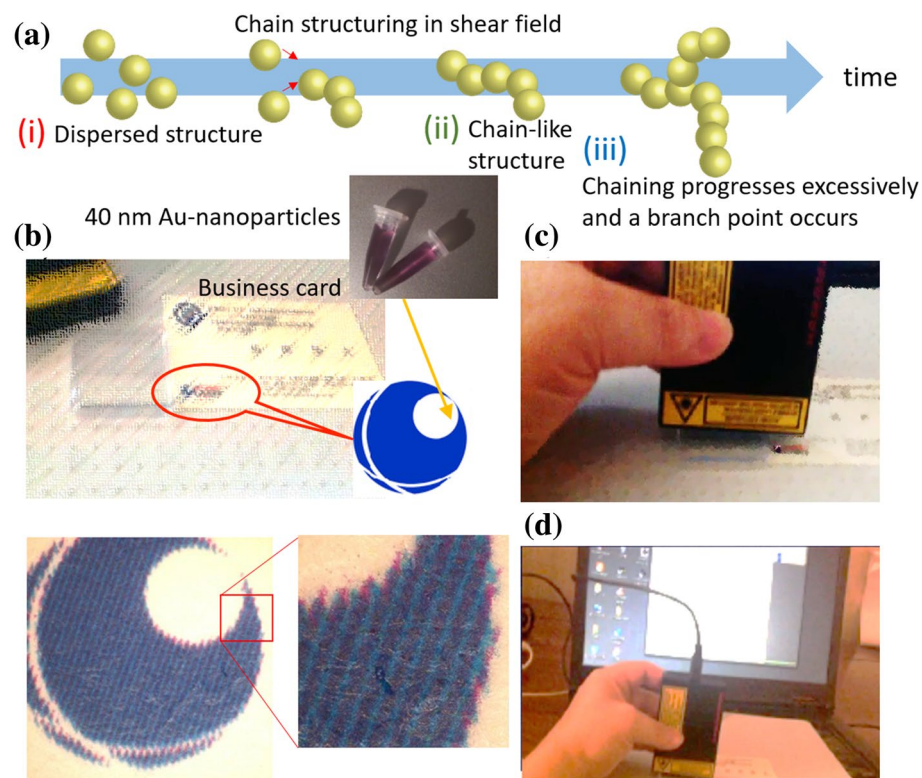 (a)
Chain structuring in shear field
time
(i) Dispersed structure
(ii) Chain-like
structure
(iii)
Chaining progresses excessively
and a branch point occurs
(b)
40 nm Au-nanoparticles
Business card
(c)
(d)